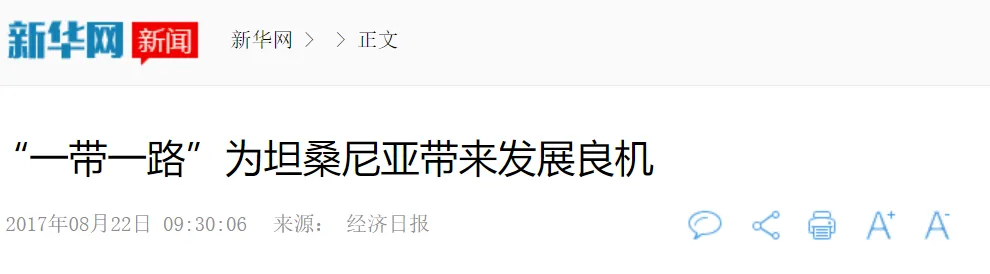 新华网 新闻 新华网 > > 正文
“一带一路”为坦桑尼亚带来发展良机
2017年08月22日 09:30:06 来源： 经济日报 A+ A-